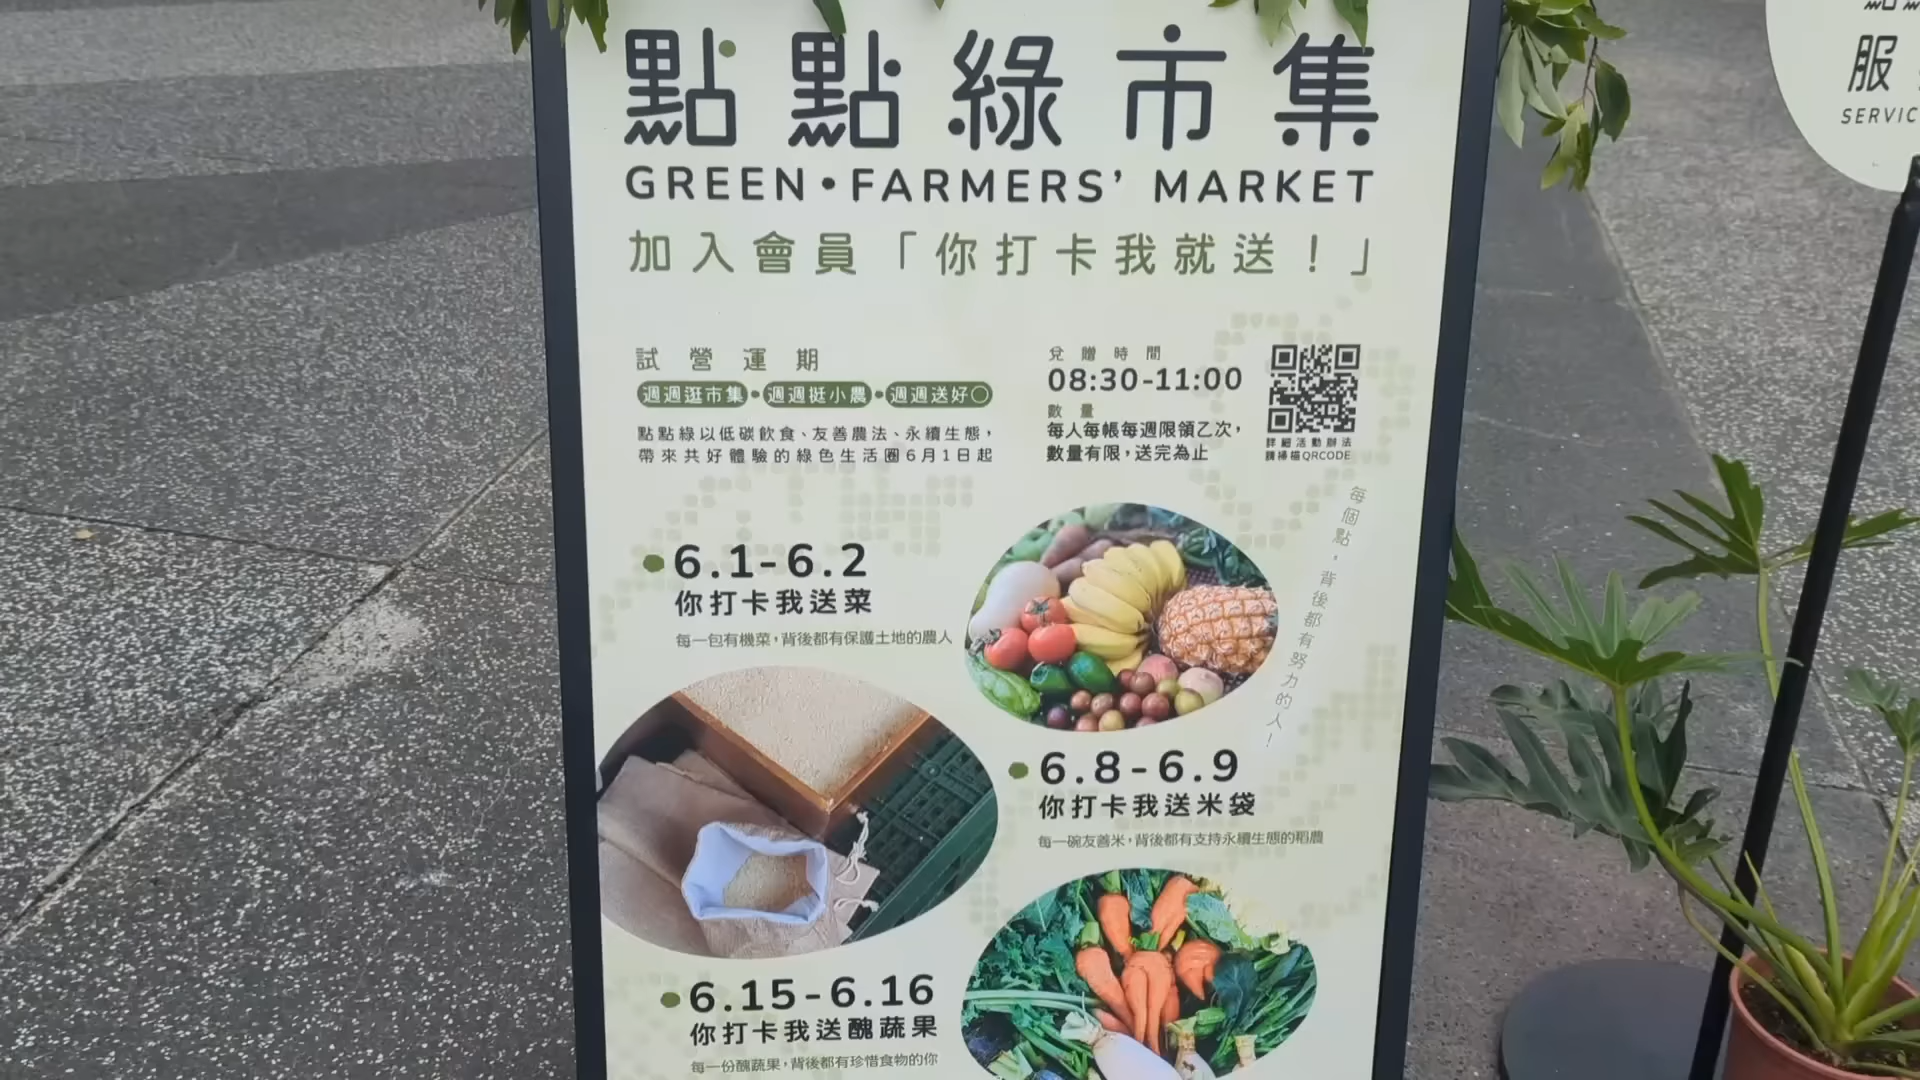 點點綠市集
GREEN•FARMERS' MARKET
加入會員「你打卡我就送!」
試營運期
週週逛市集•週週挺小農•週週送好○
點點綠以低碳飲食、友善農法、永續生態，
帶來共好體驗的綠色生活圈6月1日起
兌贈時間
08:30-11:00
數量
每人每帳每週限領乙次，
數量有限，送完為止
詳細活動辦法
請掃描QRCODE
每個點，背後都有努力的人！
6.1-6.2
你打卡我送菜
每一包有機菜，背後都有保護土地的農人
6.8-6.9
你打卡我送米袋
每一碗友善米，背後都有支持永續生態的稻農
6.15-6.16
你打卡我送醜蔬果
每一份醜蔬果，背後都有珍惜食物的你
服
SERVIC